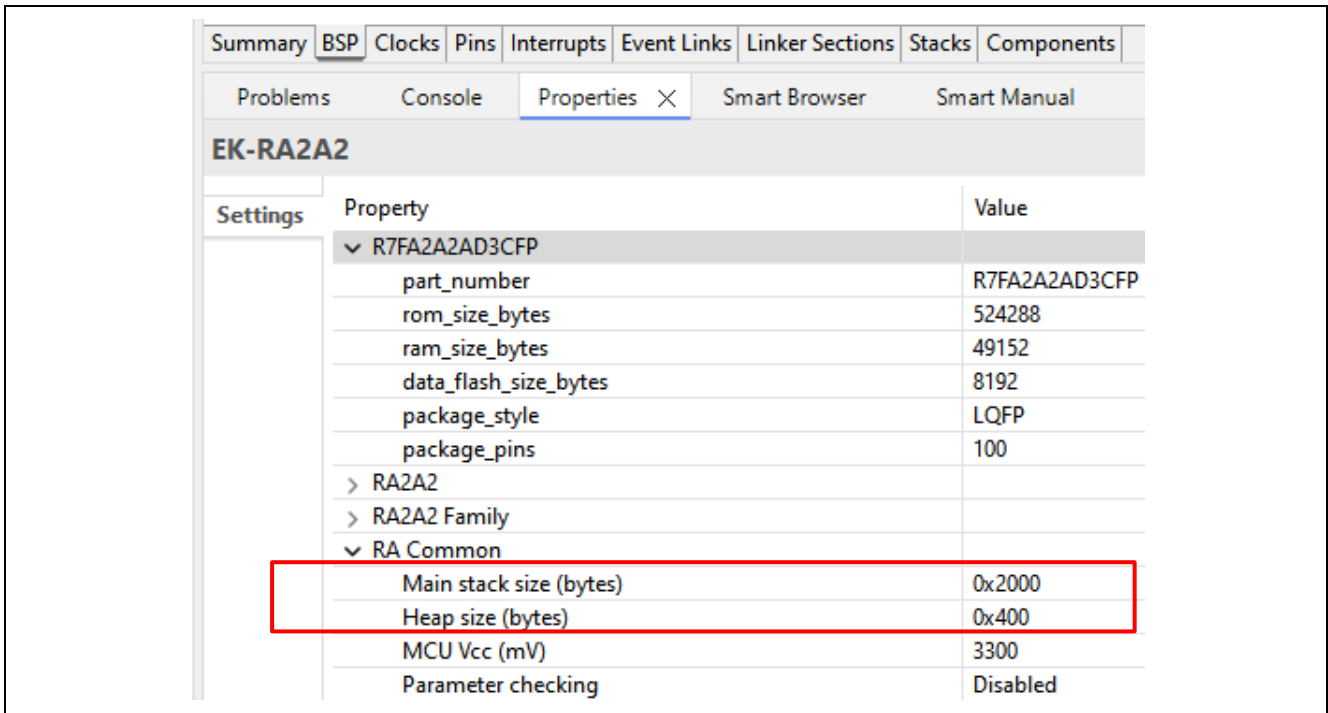 Summary BSP Clocks Pins Interrupts Event Links Linker Sections Stacks Components
Problems Console Properties Smart Browser Smart Manual
EK-RA2A2
Settings Property Value
R7FA2A2AD3CFP
part_number R7FA2A2AD3CFP
rom_size_bytes 524288
ram_size_bytes 49152
data_flash_size_bytes 8192
package_style LQFP
package_pins 100
RA2A2
RA2A2 Family
RA Common
Main stack size (bytes) 0x2000
Heap size (bytes) 0x400
MCU Vcc (mV) 3300
Parameter checking Disabled